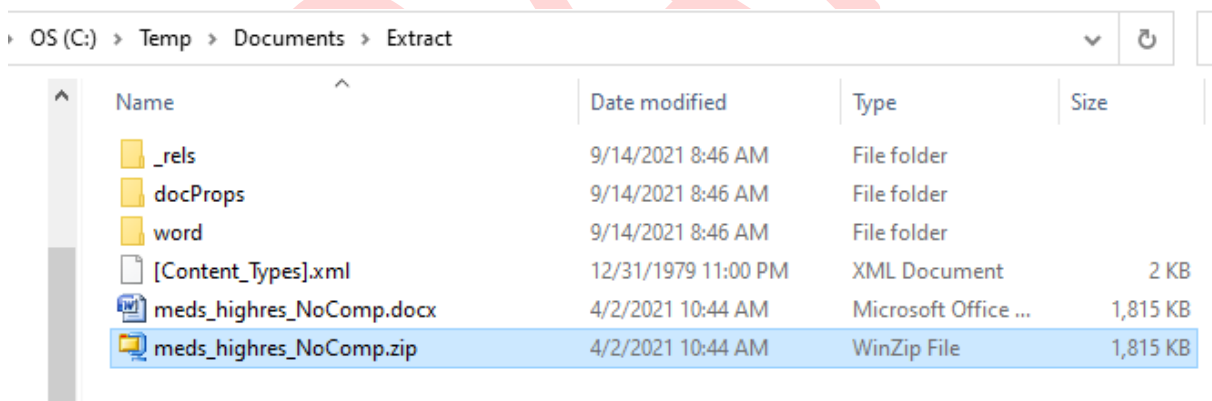 OS (C:) > Temp > Documents > Extract
Name Date modified Type Size
_rels 9/14/2021 8:46 AM File folder
docProps 9/14/2021 8:46 AM File folder
word 9/14/2021 8:46 AM File folder
[Content_Types].xml 12/31/1979 11:00 PM XML Document 2 KB
meds_highres_NoComp.docx 4/2/2021 10:44 AM Microsoft Office ... 1,815 KB
meds_highres_NoComp.zip 4/2/2021 10:44 AM WinZip File 1,815 KB